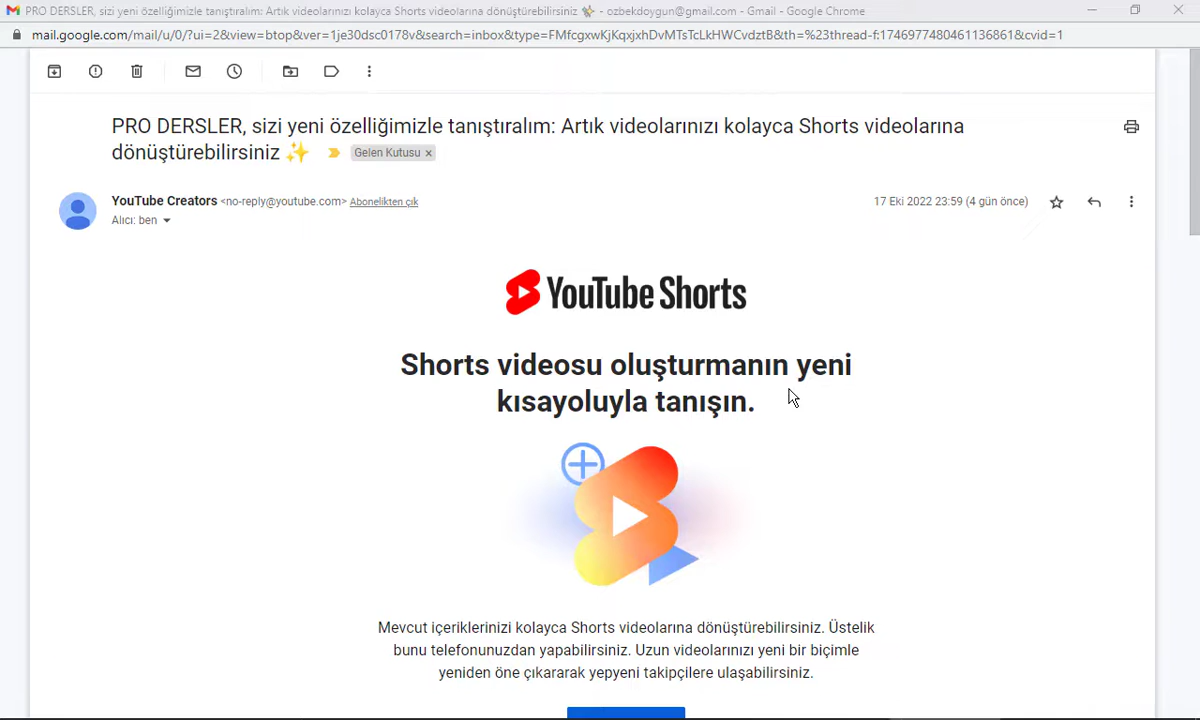 PRO DERSLER, sizi yeni özelliğimizle tanıştıralım: Artık videolarınızı kolayca Shorts videolarına dönüştürebilirsiniz ✨ - ozbekdoygun@gmail.com - Gmail - Google Chrome
mail.google.com/mail/u/0/?ui=2&view=btop&ver=1je30dsc0178v&search=inbox&type=FMfcgxwKjKqxjxhDvMTsTcLkHWCvdztB&th=%23thread-f:1746977480461136861&cvid=1
PRO DERSLER, sizi yeni özelliğimizle tanıştıralım: Artık videolarınızı kolayca Shorts videolarına
dönüştürebilirsiniz ✨ Gelen Kutusu ×
YouTube Creators <no-reply@youtube.com> Abonelikten çık
17 Eki 2022 23:59 (4 gün önce)
Alıcı: ben
YouTube Shorts
Shorts videosu oluşturmanın yeni
kısayoluyla tanışın.
Mevcut içeriklerinizi kolayca Shorts videolarına dönüştürebilirsiniz. Üstelik
bunu telefonunuzdan yapabilirsiniz. Uzun videolarınızı yeni bir biçimle
yeniden öne çıkararak yepyeni takipçilere ulaşabilirsiniz.